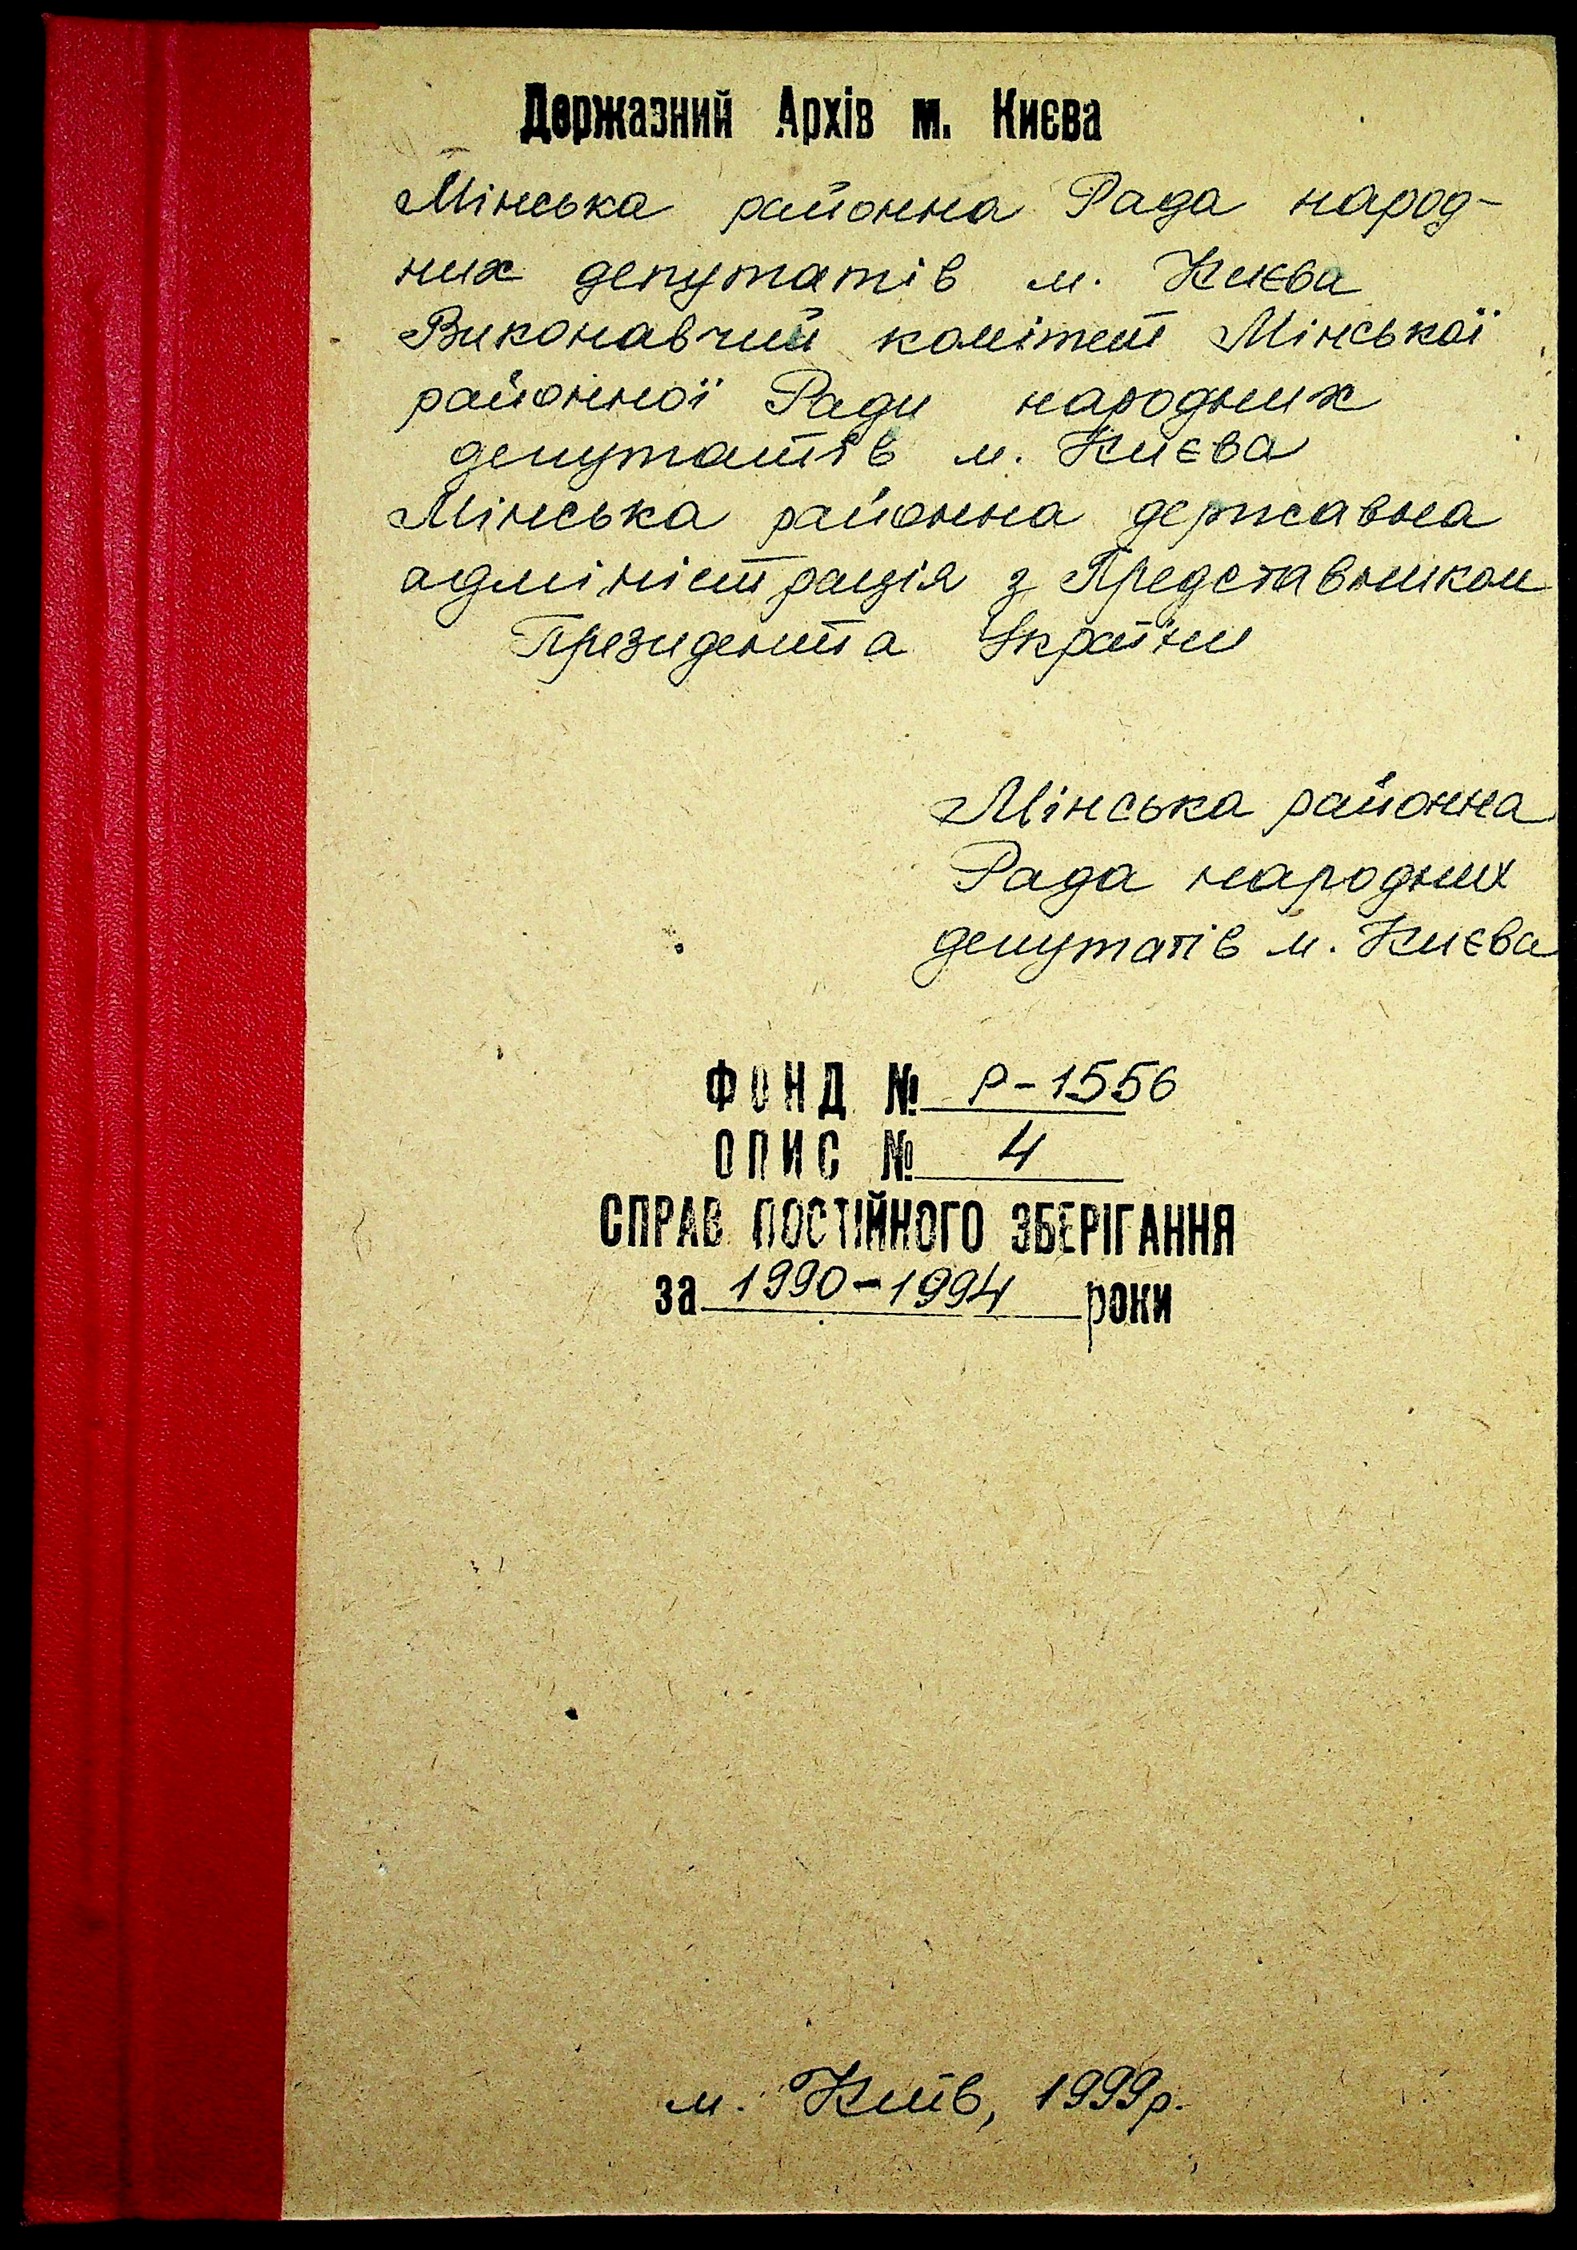 Державний Архів м. Києва
Мінська районна Рада народ-
них депутатів м. Києва
Виконавчий комітет Мінської
районної Ради народних
депутатів м. Києва
Мінська районна державна
адміністрація з Представником
Президента України
Мінська районна
Рада народних
депутатів м. Києва
ФОНД № Р-1556
ОПИС № 4
СПРАВ ПОСТІЙНОГО ЗБЕРІГАННЯ
за 1990-1994 роки
м. Київ, 1999р.